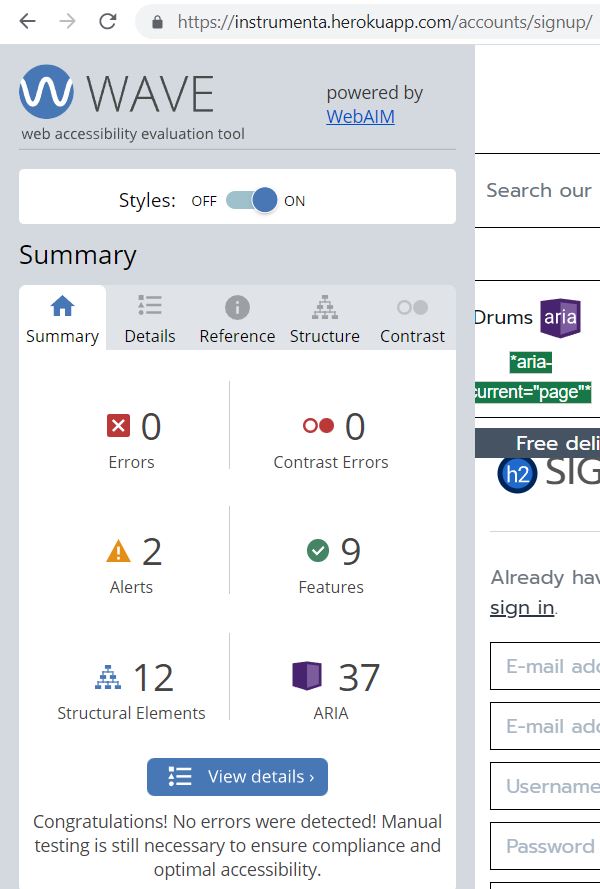 https://instrumenta.herokuapp.com/accounts/signup/
WAVE
web accessibility evaluation tool
powered by
WebAIM
Styles: OFF ON
Summary
Summary Details Reference Structure Contrast
0
Errors
0
Contrast Errors
2
Alerts
9
Features
12
Structural Elements
37
ARIA
View details ›
Congratulations! No errors were detected! Manual
testing is still necessary to ensure compliance and
optimal accessibility.
Search our
Drums aria
*aria-
current="page"*
Free deli
h2 SIG
Already hav
sign in.
E-mail add
E-mail add
Username
Password